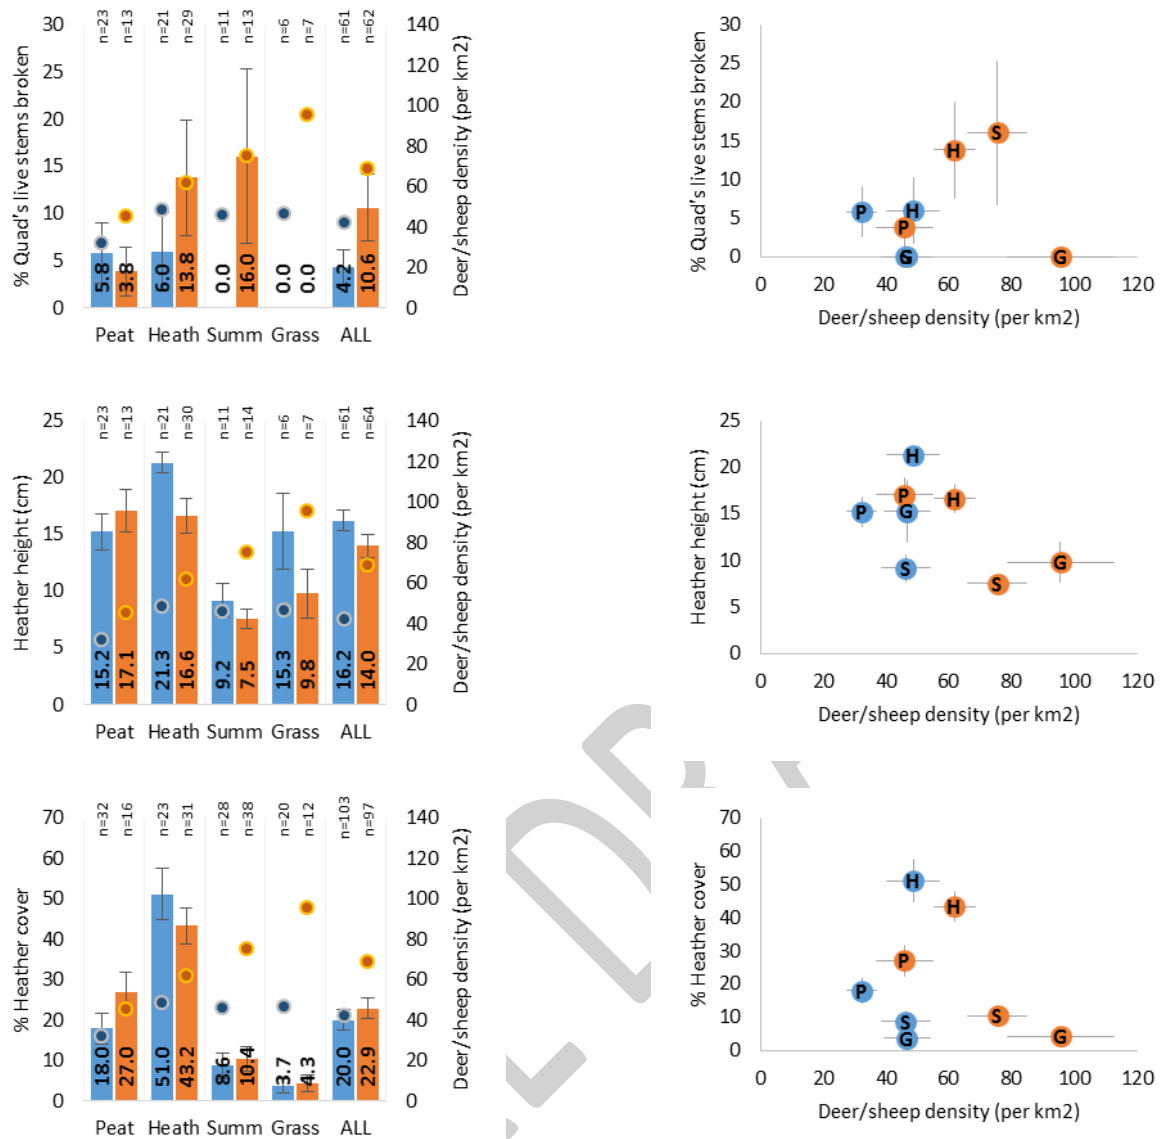 30
25
20
15
10
5
0
% Quad's live stems broken
n=23
n=13
n=21
n=29
n=11
n=13
n=6
n=7
n=61
n=62
5.8
3.8
6.0
13.8
0.0
16.0
0.0
0.0
4.2
10.6
140
120
100
80
60
40
20
0
Deer/sheep density (per km2)
Peat Heath Summ Grass ALL
30
25
20
15
10
5
0
% Quad's live stems broken
P
H
P
H
S
S
G
G
0 20 40 60 80 100 120
Deer/sheep density (per km2)
25
20
15
10
5
0
Heather height (cm)
n=23
n=13
n=21
n=30
n=11
n=14
n=6
n=7
n=61
n=64
15.2
17.1
21.3
16.6
9.2
7.5
15.3
9.8
16.2
14.0
140
120
100
80
60
40
20
0
Deer/sheep density (per km2)
Peat Heath Summ Grass ALL
25
20
15
10
5
0
Heather height (cm)
H
P
H
P
G
S
S
G
0 20 40 60 80 100 120
Deer/sheep density (per km2)
70
60
50
40
30
20
10
0
% Heather cover
n=32
n=16
n=23
n=31
n=28
n=38
n=20
n=12
n=103
n=97
18.0
27.0
51.0
43.2
8.6
10.4
3.7
4.3
20.0
22.9
140
120
100
80
60
40
20
0
Deer/sheep density (per km2)
Peat Heath Summ Grass ALL
70
60
50
40
30
20
10
0
% Heather cover
H
H
P
P
S
S
G
G
0 20 40 60 80 100 120
Deer/sheep density (per km2)